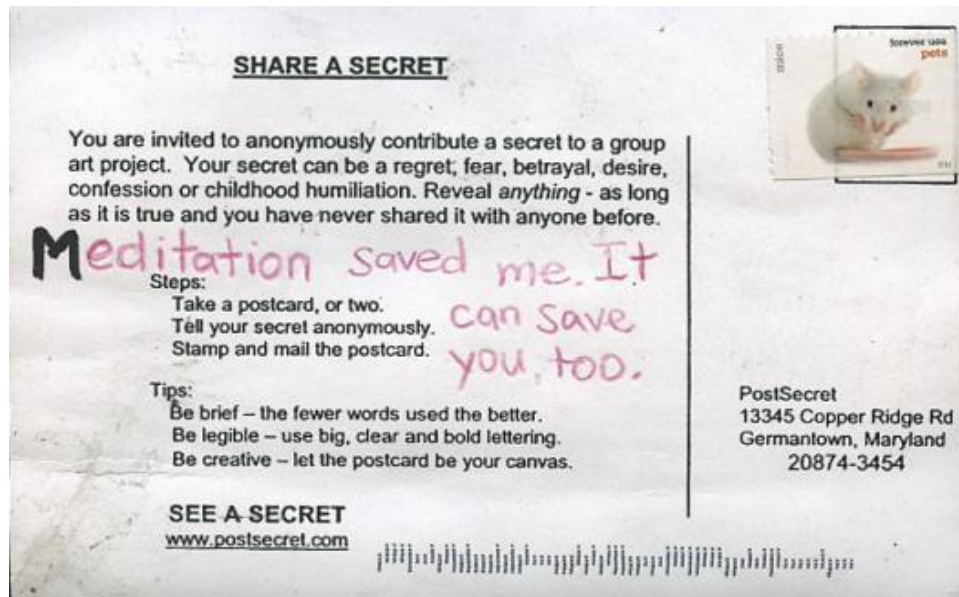 SHARE A SECRET
forever usa
pets
mice
You are invited to anonymously contribute a secret to a group
art project. Your secret can be a regret, fear, betrayal, desire,
confession or childhood humiliation. Reveal anything - as long
as it is true and you have never shared it with anyone before.
Meditation saved me. It
can save
you, too.
Steps:
Take a postcard, or two.
Tell your secret anonymously.
Stamp and mail the postcard.
Tips:
Be brief – the fewer words used the better.
Be legible – use big, clear and bold lettering.
Be creative – let the postcard be your canvas.
PostSecret
13345 Copper Ridge Rd
Germantown, Maryland
20874-3454
SEE A SECRET
www.postsecret.com